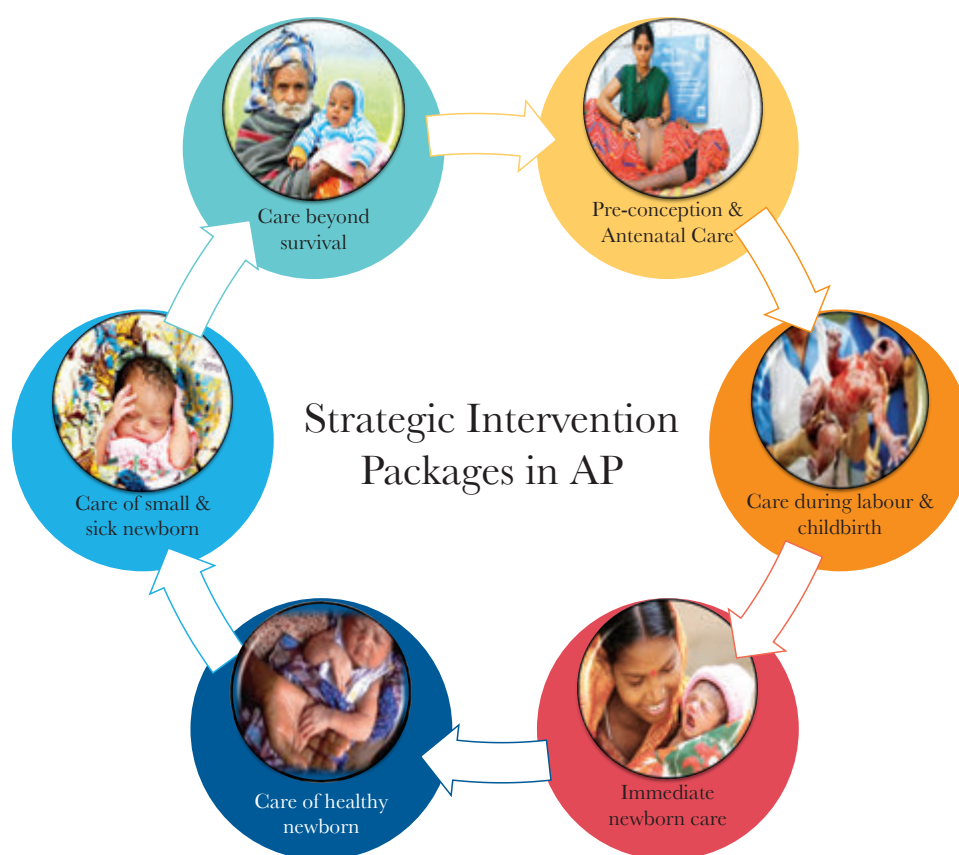 Care beyond
survival
Pre-conception &
Antenatal Care
Strategic Intervention
Packages in AP
Care of small &
sick newborn
Care during labour &
childbirth
Care of healthy
newborn
Immediate
newborn care